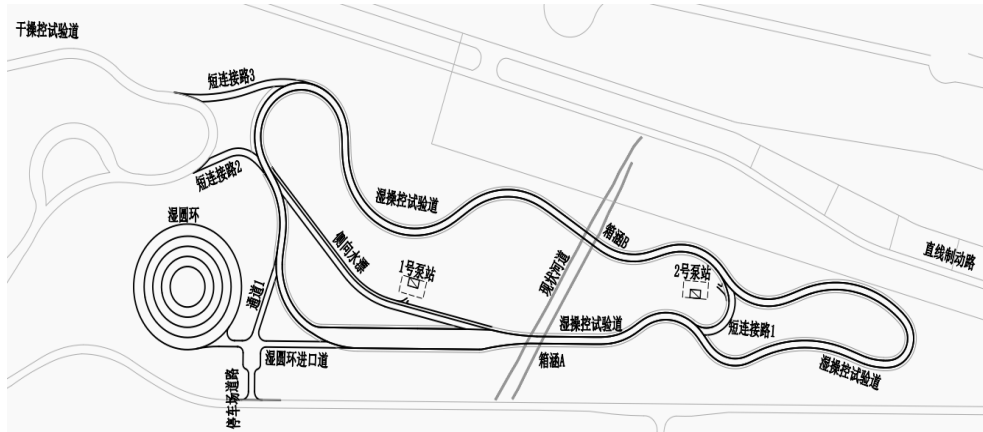 干操控试验道
短连接路3
短连接路2
湿圆环
湿操控试验道
箱涵B
侧向水漂
1号泵站
现状河道
2号泵站
直线制动路
通道1
湿操控试验道
短连接路1
湿圆环进口道
箱涵A
湿操控试验道
停车场道路